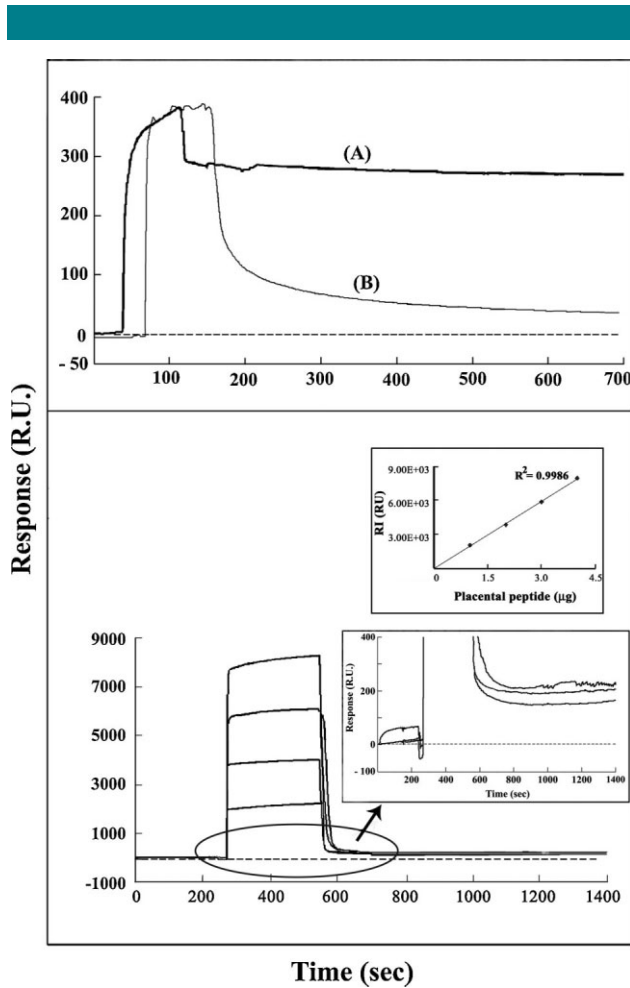 400
300
200
100
0
- 50
(A)
(B)
100 200 300 400 500 600 700
Response (R.U.)
9.00E+03
6.00E+03
3.00E+03
RI (RU)
R²= 0.9986
0 1.5 3.0 4.5
Placental peptide (µg)
9000
7000
5000
3000
1000
-1000
0 200 400 600 800 1000 1200 1400
400
200
0
- 100
Response (R.U.)
200 400 600 800 1000 1200 1400
Time (sec)
Time (sec)